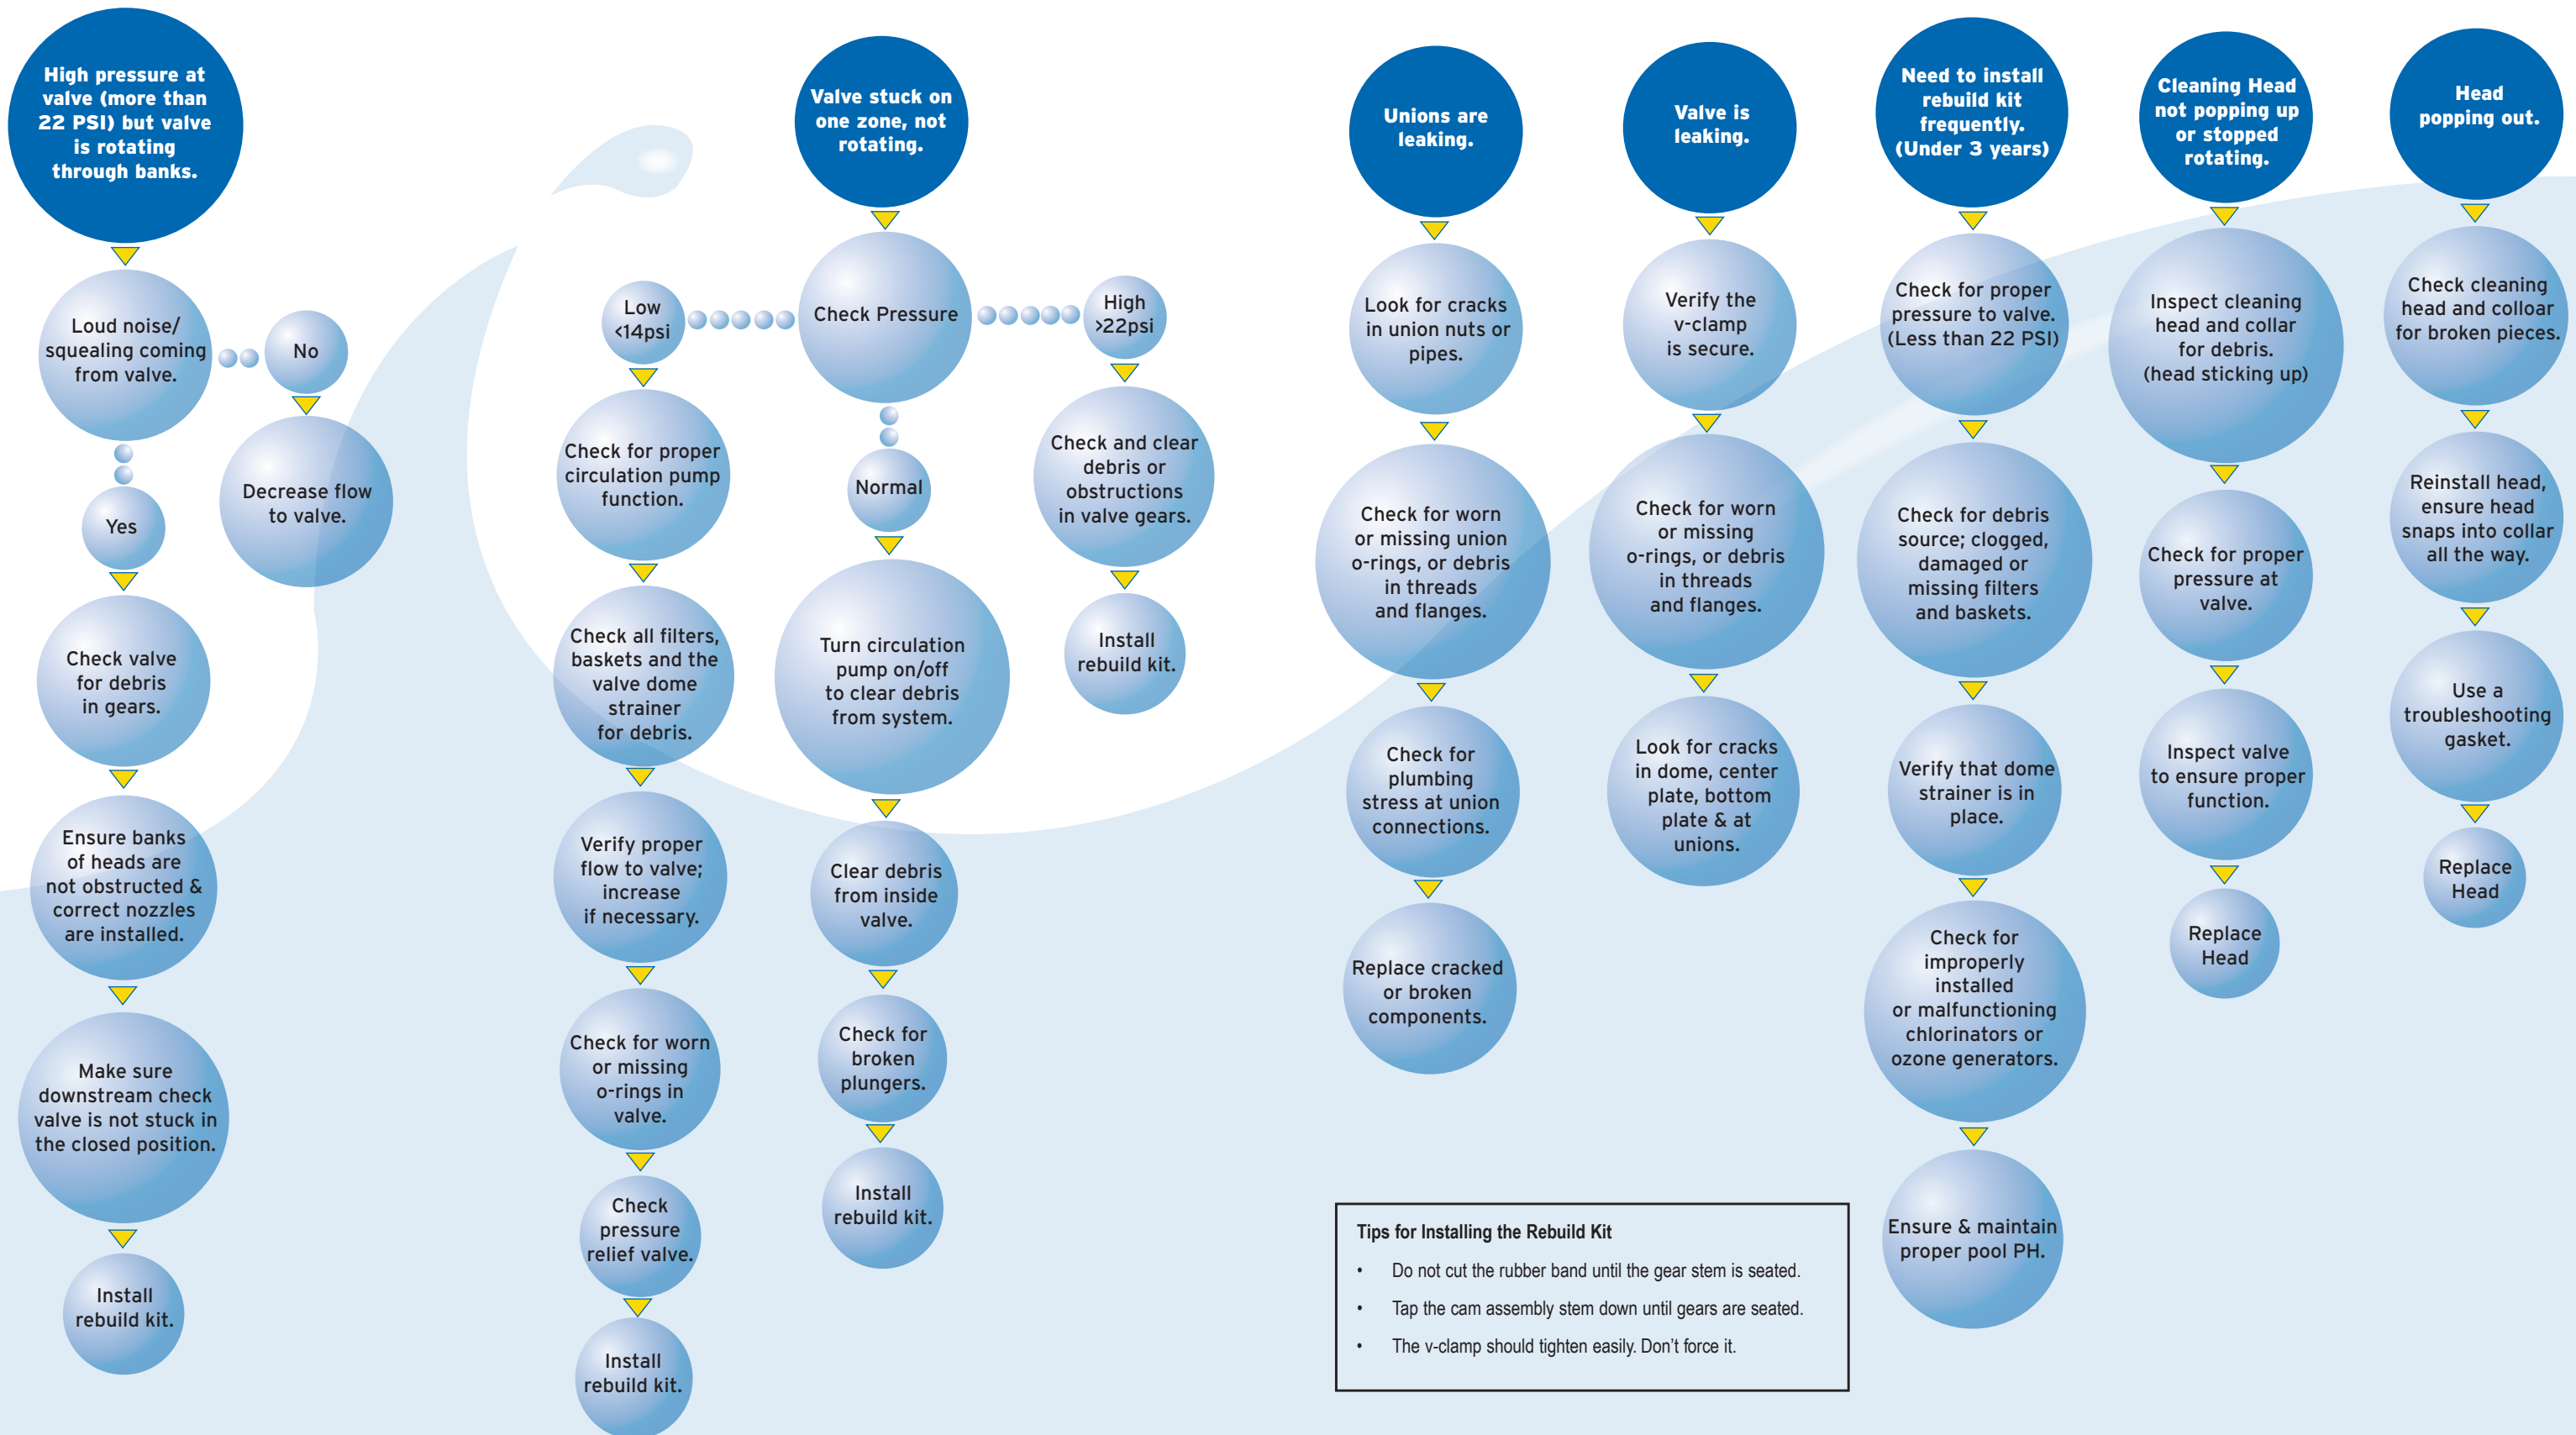 High pressure at
valve (more than
22 PSI) but valve
is rotating
through banks.
Loud noise/
squealing coming
from valve.
No
Decrease flow
to valve.
Yes
Check valve
for debris
in gears.
Ensure banks
of heads are
not obstructed &
correct nozzles
are installed.
Make sure
downstream check
valve is not stuck in
the closed position.
Install
rebuild kit.
Valve stuck on
one zone, not
rotating.
Check Pressure
Low
<14psi
Check for proper
circulation pump
function.
Check all filters,
baskets and the
valve dome
strainer
for debris.
Verify proper
flow to valve;
increase
if necessary.
Check for worn
or missing
o-rings in
valve.
Check
pressure
relief valve.
Install
rebuild kit.
Normal
Turn circulation
pump on/off
to clear debris
from system.
Clear debris
from inside
valve.
Check for
broken
plungers.
Install
rebuild kit.
High
>22psi
Check and clear
debris or
obstructions
in valve gears.
Install
rebuild kit.
Unions are
leaking.
Look for cracks
in union nuts or
pipes.
Check for worn
or missing union
o-rings, or debris
in threads
and flanges.
Check for
plumbing
stress at union
connections.
Replace cracked
or broken
components.
Valve is
leaking.
Verify the
v-clamp
is secure.
Check for worn
or missing
o-rings, or debris
in threads
and flanges.
Look for cracks
in dome, center
plate, bottom
plate & at
unions.
Need to install
rebuild kit
frequently.
(Under 3 years)
Check for proper
pressure to valve.
(Less than 22 PSI)
Check for debris
source; clogged,
damaged or
missing filters
and baskets.
Verify that dome
strainer is in
place.
Check for
improperly
installed
or malfunctioning
chlorinators or
ozone generators.
Ensure & maintain
proper pool PH.
Cleaning Head
not popping up
or stopped
rotating.
Inspect cleaning
head and collar
for debris.
(head sticking up)
Check for proper
pressure at
valve.
Inspect valve
to ensure proper
function.
Replace
Head
Head
popping out.
Check cleaning
head and colloar
for broken pieces.
Reinstall head,
ensure head
snaps into collar
all the way.
Use a
troubleshooting
gasket.
Replace
Head
Tips for Installing the Rebuild Kit
• Do not cut the rubber band until the gear stem is seated.
• Tap the cam assembly stem down until gears are seated.
• The v-clamp should tighten easily. Don't force it.